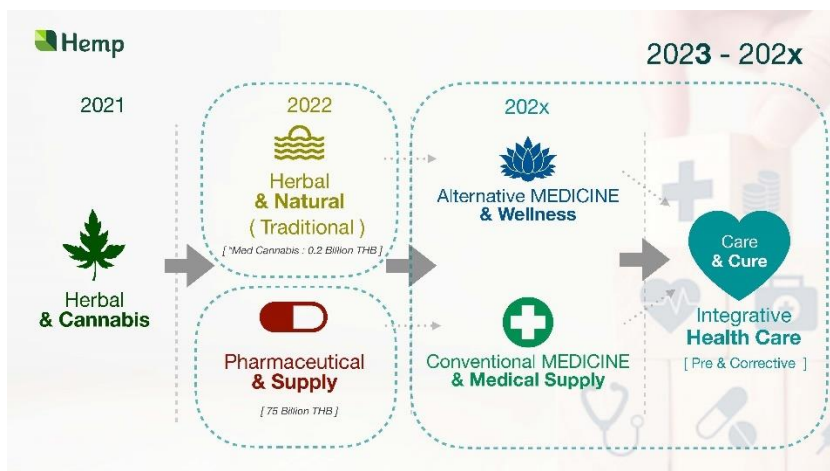 Hemp
2023 - 202x
2021
2022
202x
Herbal
& Cannabis
Herbal
& Natural
( Traditional )
[ *Med Cannabis : 0.2 Billion THB ]
Pharmaceutical
& Supply
[ 75 Billion THB ]
Alternative MEDICINE
& Wellness
Conventional MEDICINE
& Medical Supply
Care
& Cure
Integrative
Health Care
[ Pre & Corrective ]